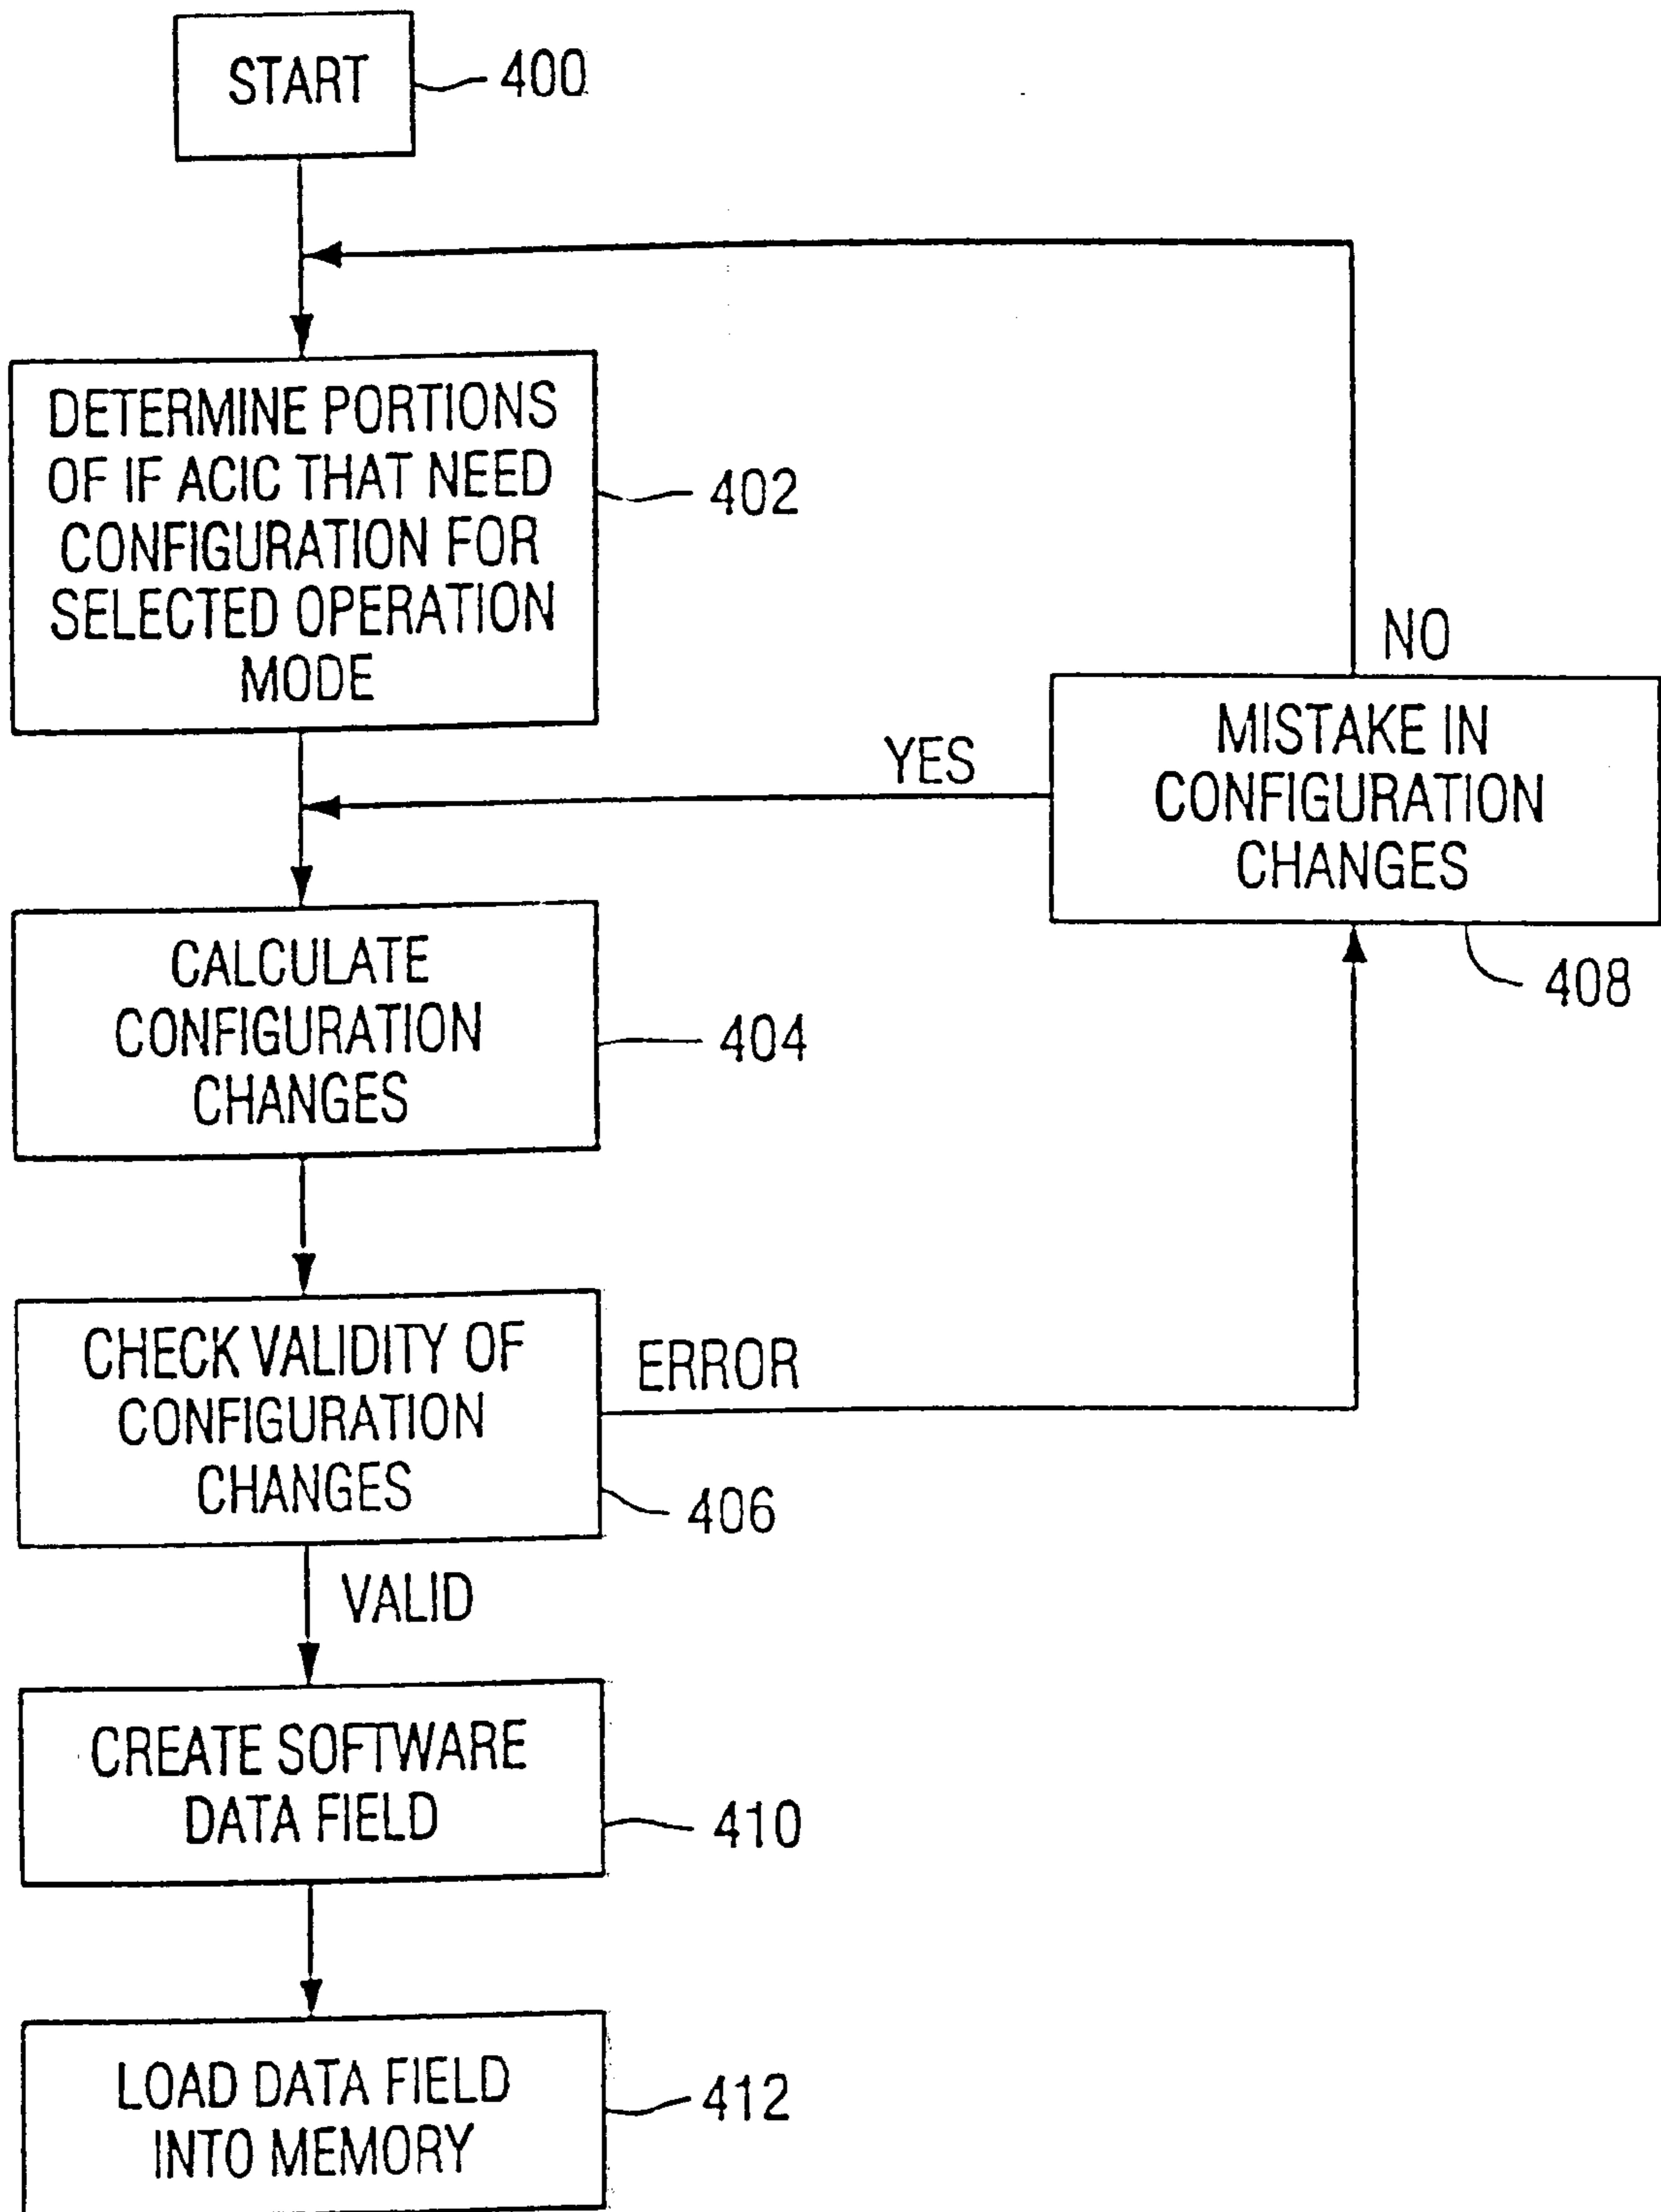 START
400
DETERMINE PORTIONS
OF IF ACIC THAT NEED
CONFIGURATION FOR
SELECTED OPERATION
MODE
402
NO
MISTAKE IN
CONFIGURATION
CHANGES
408
YES
CALCULATE
CONFIGURATION
CHANGES
404
CHECK VALIDITY OF
CONFIGURATION
CHANGES
406
ERROR
VALID
CREATE SOFTWARE
DATA FIELD
410
LOAD DATA FIELD
INTO MEMORY
412